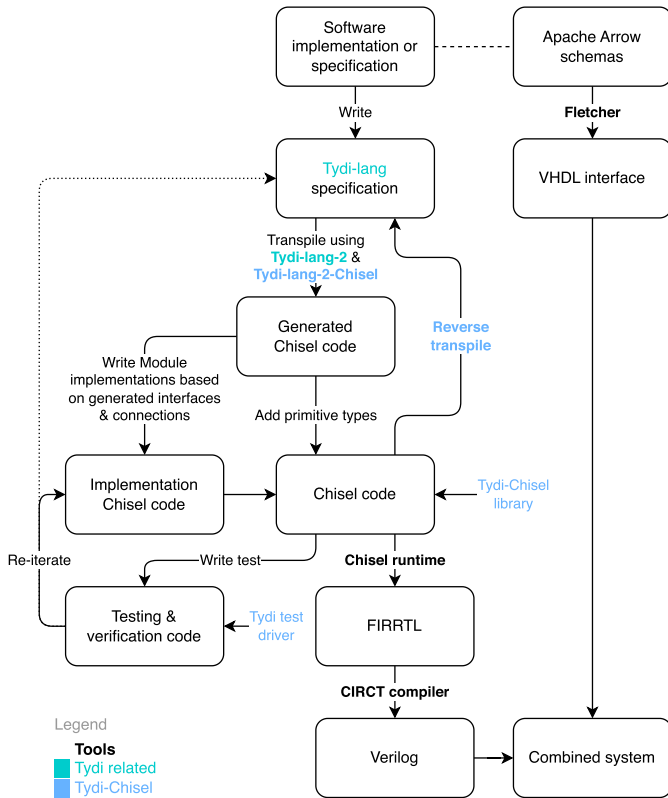 Software
implementation or
specification
Apache Arrow
schemas
Write
Fletcher
Tydi-lang
specification
VHDL interface
Transpile using
Tydi-lang-2 &
Tydi-lang-2-Chisel
Generated
Chisel code
Reverse
transpile
Write Module
implementations based
on generated interfaces
& connections
Add primitive types
Implementation
Chisel code
Chisel code
Tydi-Chisel
library
Re-iterate
Write test
Chisel runtime
Testing &
verification code
Tydi test
driver
FIRRTL
CIRCT compiler
Legend
Tools
Tydi related
Tydi-Chisel
Verilog
Combined system